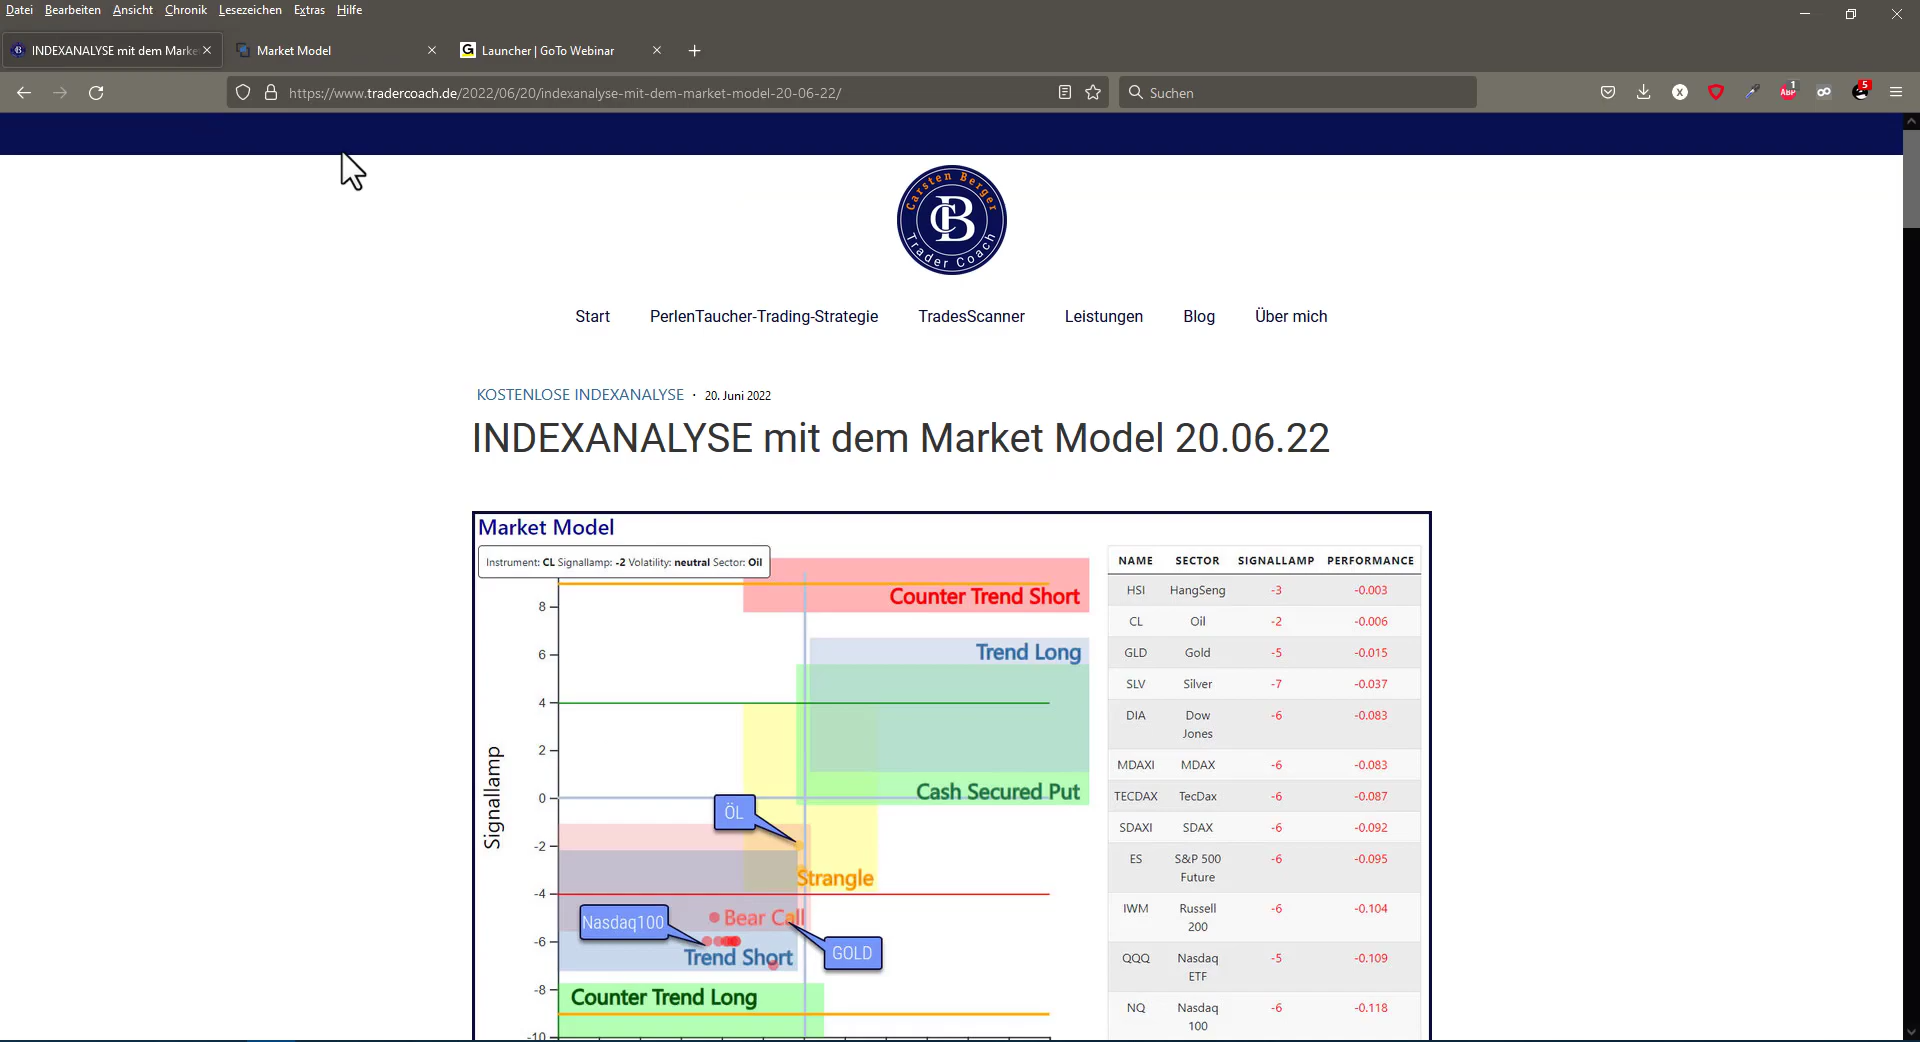 Datei Bearbeiten Ansicht Chronik Lesezeichen Extras Hilfe
INDEXANALYSE mit dem Marke Market Model Launcher | GoTo Webinar
https://www.tradercoach.de/2022/06/20/indexanalyse-mit-dem-market-model-20-06-22/ Suchen X ABP 1 5
Carsten Berger
CB
Trader Coach
Start PerlenTaucher-Trading-Strategie TradesScanner Leistungen Blog Über mich
KOSTENLOSE INDEXANALYSE · 20. Juni 2022
INDEXANALYSE mit dem Market Model 20.06.22
Market Model
Instrument: CL Signallamp: -2 Volatility: neutral Sector: Oil
Counter Trend Short
Trend Long
Cash Secured Put
ÖL
Strangle
Nasdaq100
Bear Call
GOLD
Trend Short
Counter Trend Long
Signallamp
8
6
4
2
0
-2
-4
-6
-8
-10
NAME SECTOR SIGNALLAMP PERFORMANCE
HSI HangSeng -3 -0.003
CL Oil -2 -0.006
GLD Gold -5 -0.015
SLV Silver -7 -0.037
DIA Dow Jones -6 -0.083
MDAXI MDAX -6 -0.083
TECDAX TecDax -6 -0.087
SDAXI SDAX -6 -0.092
ES S&P 500 Future -6 -0.095
IWM Russell 200 -6 -0.104
QQQ Nasdaq ETF -5 -0.109
NQ Nasdaq 100 -6 -0.118